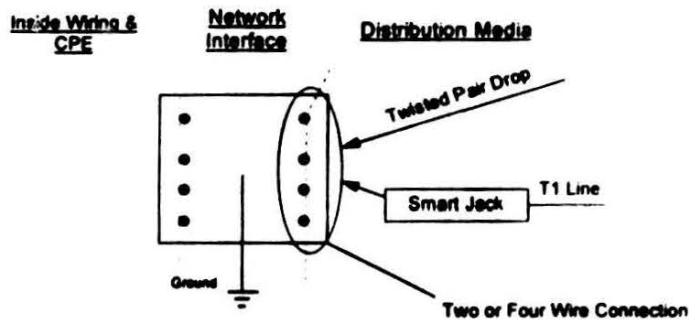 Inside Wiring &
CPE
Network
Interface
Distribution Media
Twisted Pair Drop
Smart Jack
T1 Line
Ground
Two or Four Wire Connection